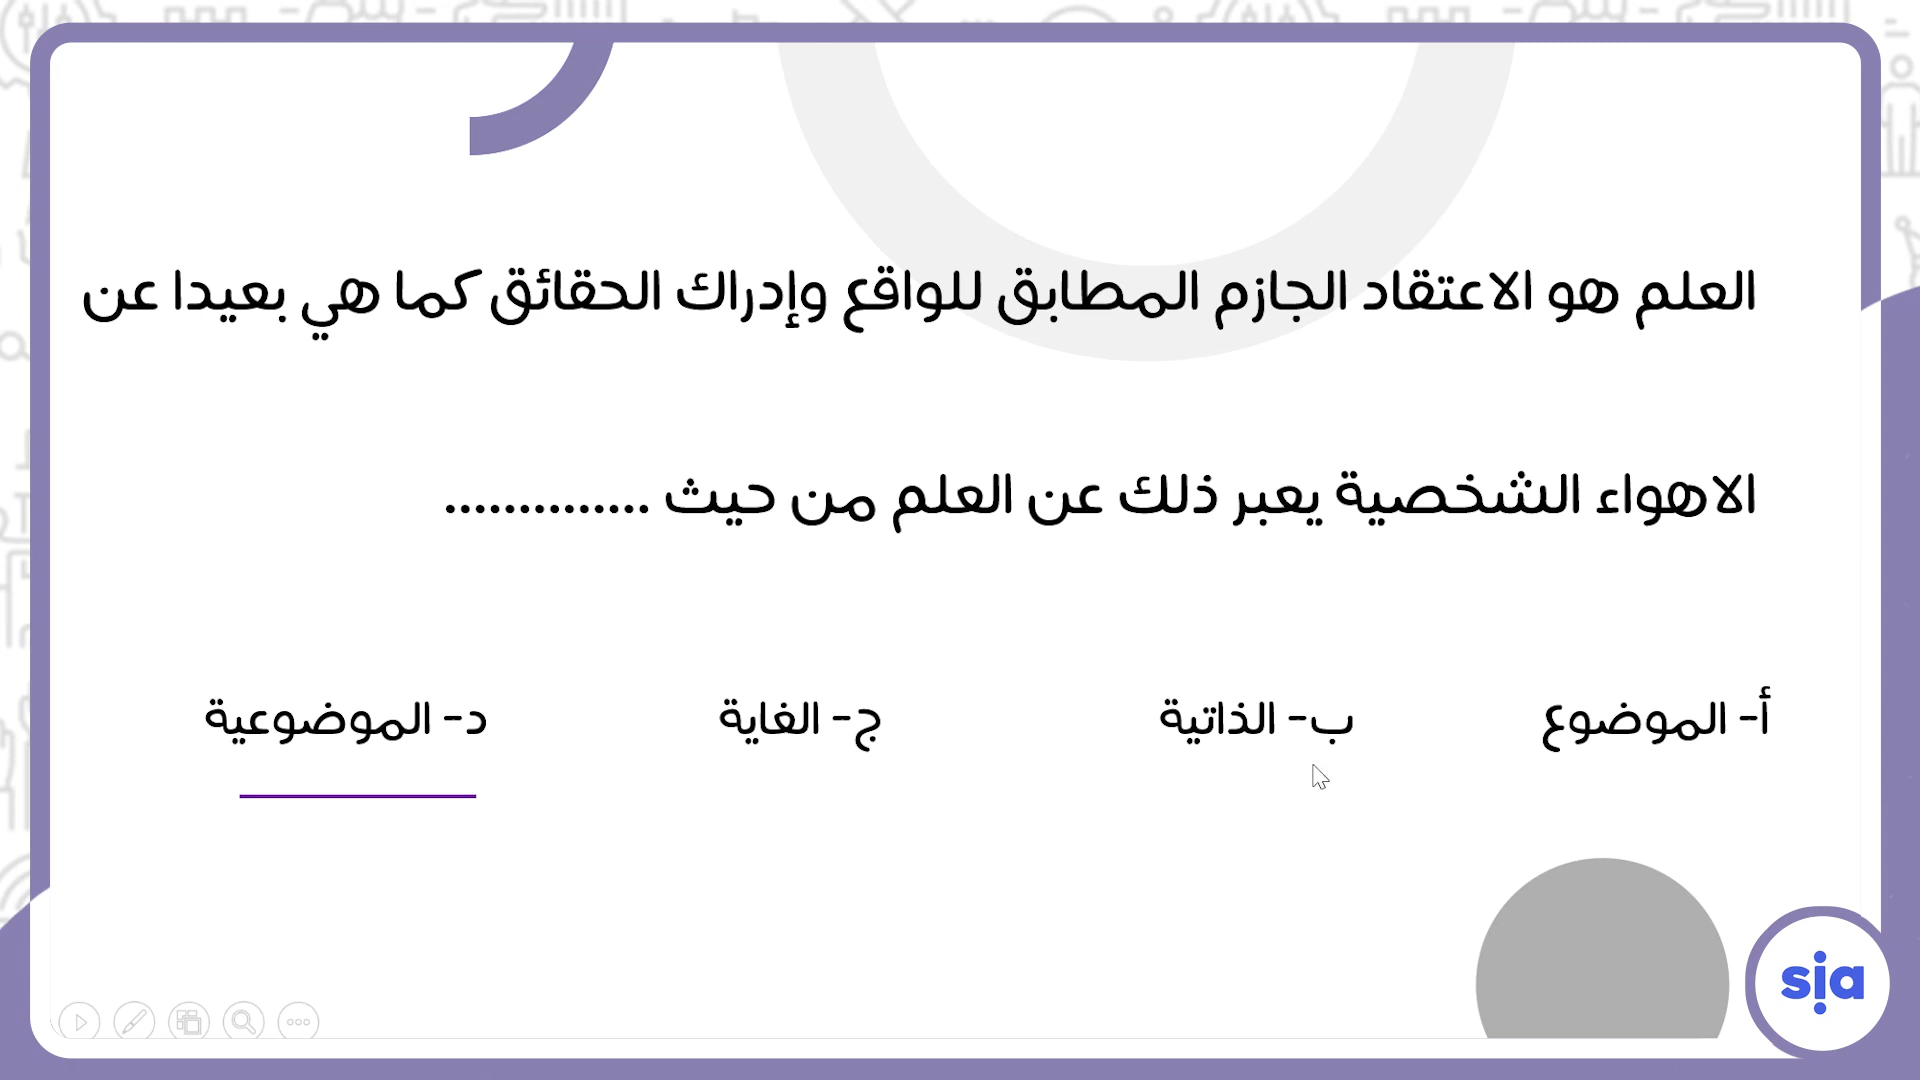 العلم هو الاعتقاد الجازم المطابق للواقع وإدراك الحقائق كما هي بعيدا عن
الاهواء الشخصية يعبر ذلك عن العلم من حيث ..............
أ- الموضوع ب- الذاتية ج- الغاية د- الموضوعية
sia